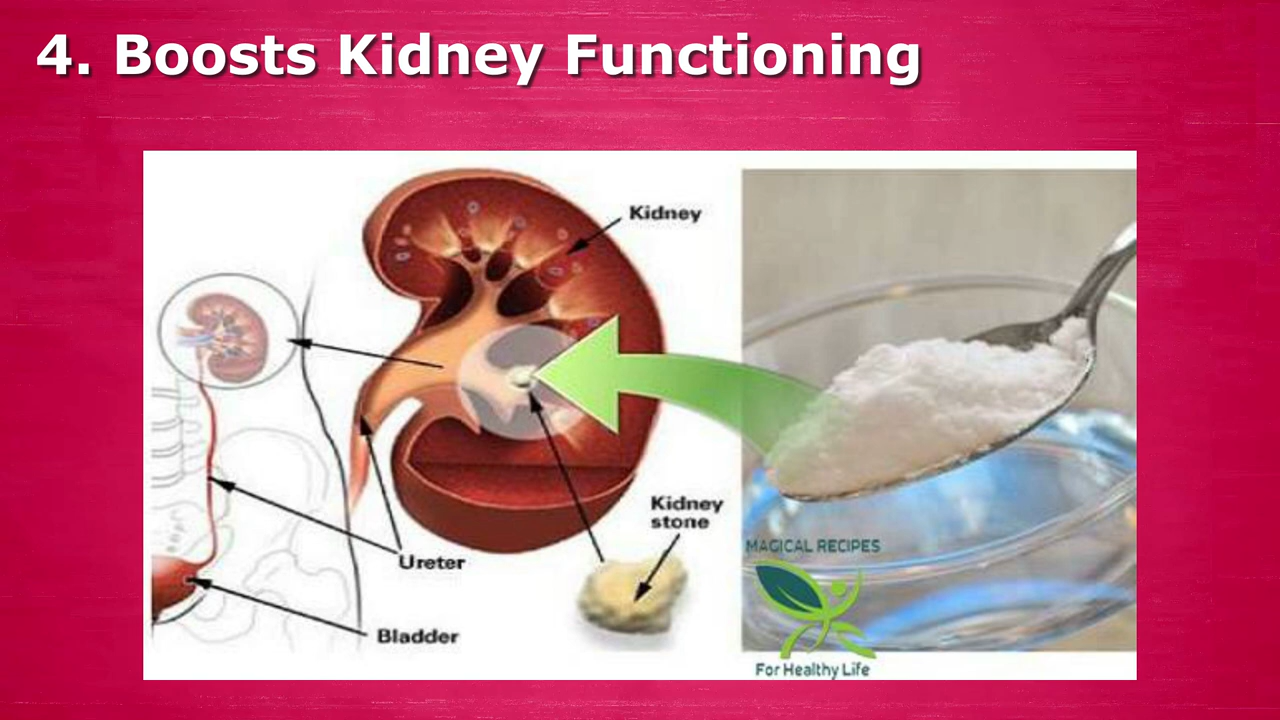 4. Boosts Kidney Functioning
Kidney
Kidney
stone
Ureter
Bladder
MAGICAL RECIPES
For Healthy Life